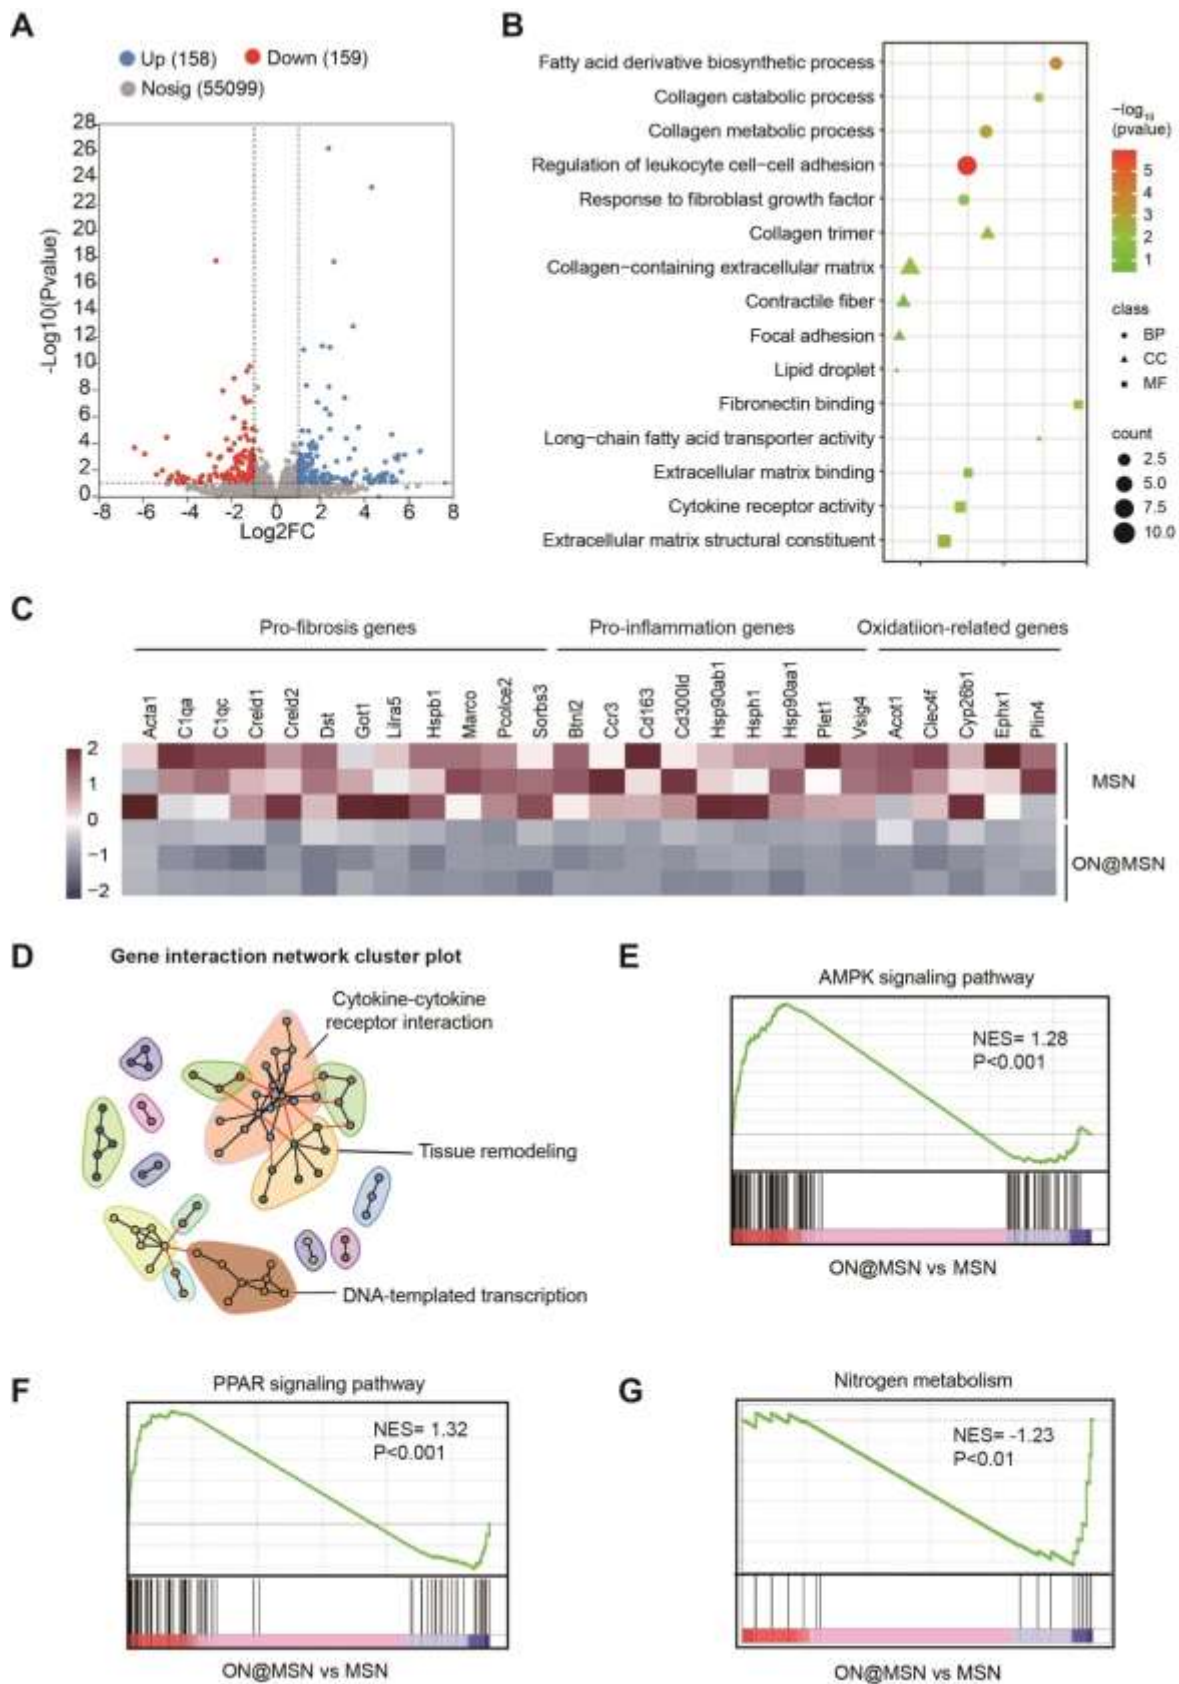 A
Up (158) Down (159)
Nosig (55099)
-Log10(Pvalue)
28
26
24
22
20
18
16
14
12
10
8
6
4
2
0
-8 -6 -4 -2 0 2 4 6 8
Log2FC
B
Fatty acid derivative biosynthetic process
Collagen catabolic process
Collagen metabolic process
Regulation of leukocyte cell-cell adhesion
Response to fibroblast growth factor
Collagen trimer
Collagen-containing extracellular matrix
Contractile fiber
Focal adhesion
Lipid droplet
Fibronectin binding
Long-chain fatty acid transporter activity
Extracellular matrix binding
Cytokine receptor activity
Extracellular matrix structural constituent
-log10
(pvalue)
5
4
3
2
1
class
BP
CC
MF
count
2.5
5.0
7.5
10.0
C
Pro-fibrosis genes Pro-inflammation genes Oxidatiion-related genes
Acta1 C1qa C1qc Creld1 Creld2 Dst Got1 Lilra5 Hspb1 Marco Pcolce2 Sorbs3 Btnl2 Ccr3 Cd163 Cd300ld Hsp90ab1 Hsph1 Hsp90aa1 Plet1 Vsig4 Acot1 Clec4f Cyp26b1 Ephx1 Plin4
2
1
0
-1
-2
MSN
ON@MSN
D
Gene interaction network cluster plot
Cytokine-cytokine
receptor interaction
Tissue remodeling
DNA-templated transcription
E
AMPK signaling pathway
NES= 1.28
P<0.001
ON@MSN vs MSN
F
PPAR signaling pathway
NES= 1.32
P<0.001
ON@MSN vs MSN
G
Nitrogen metabolism
NES= -1.23
P<0.01
ON@MSN vs MSN